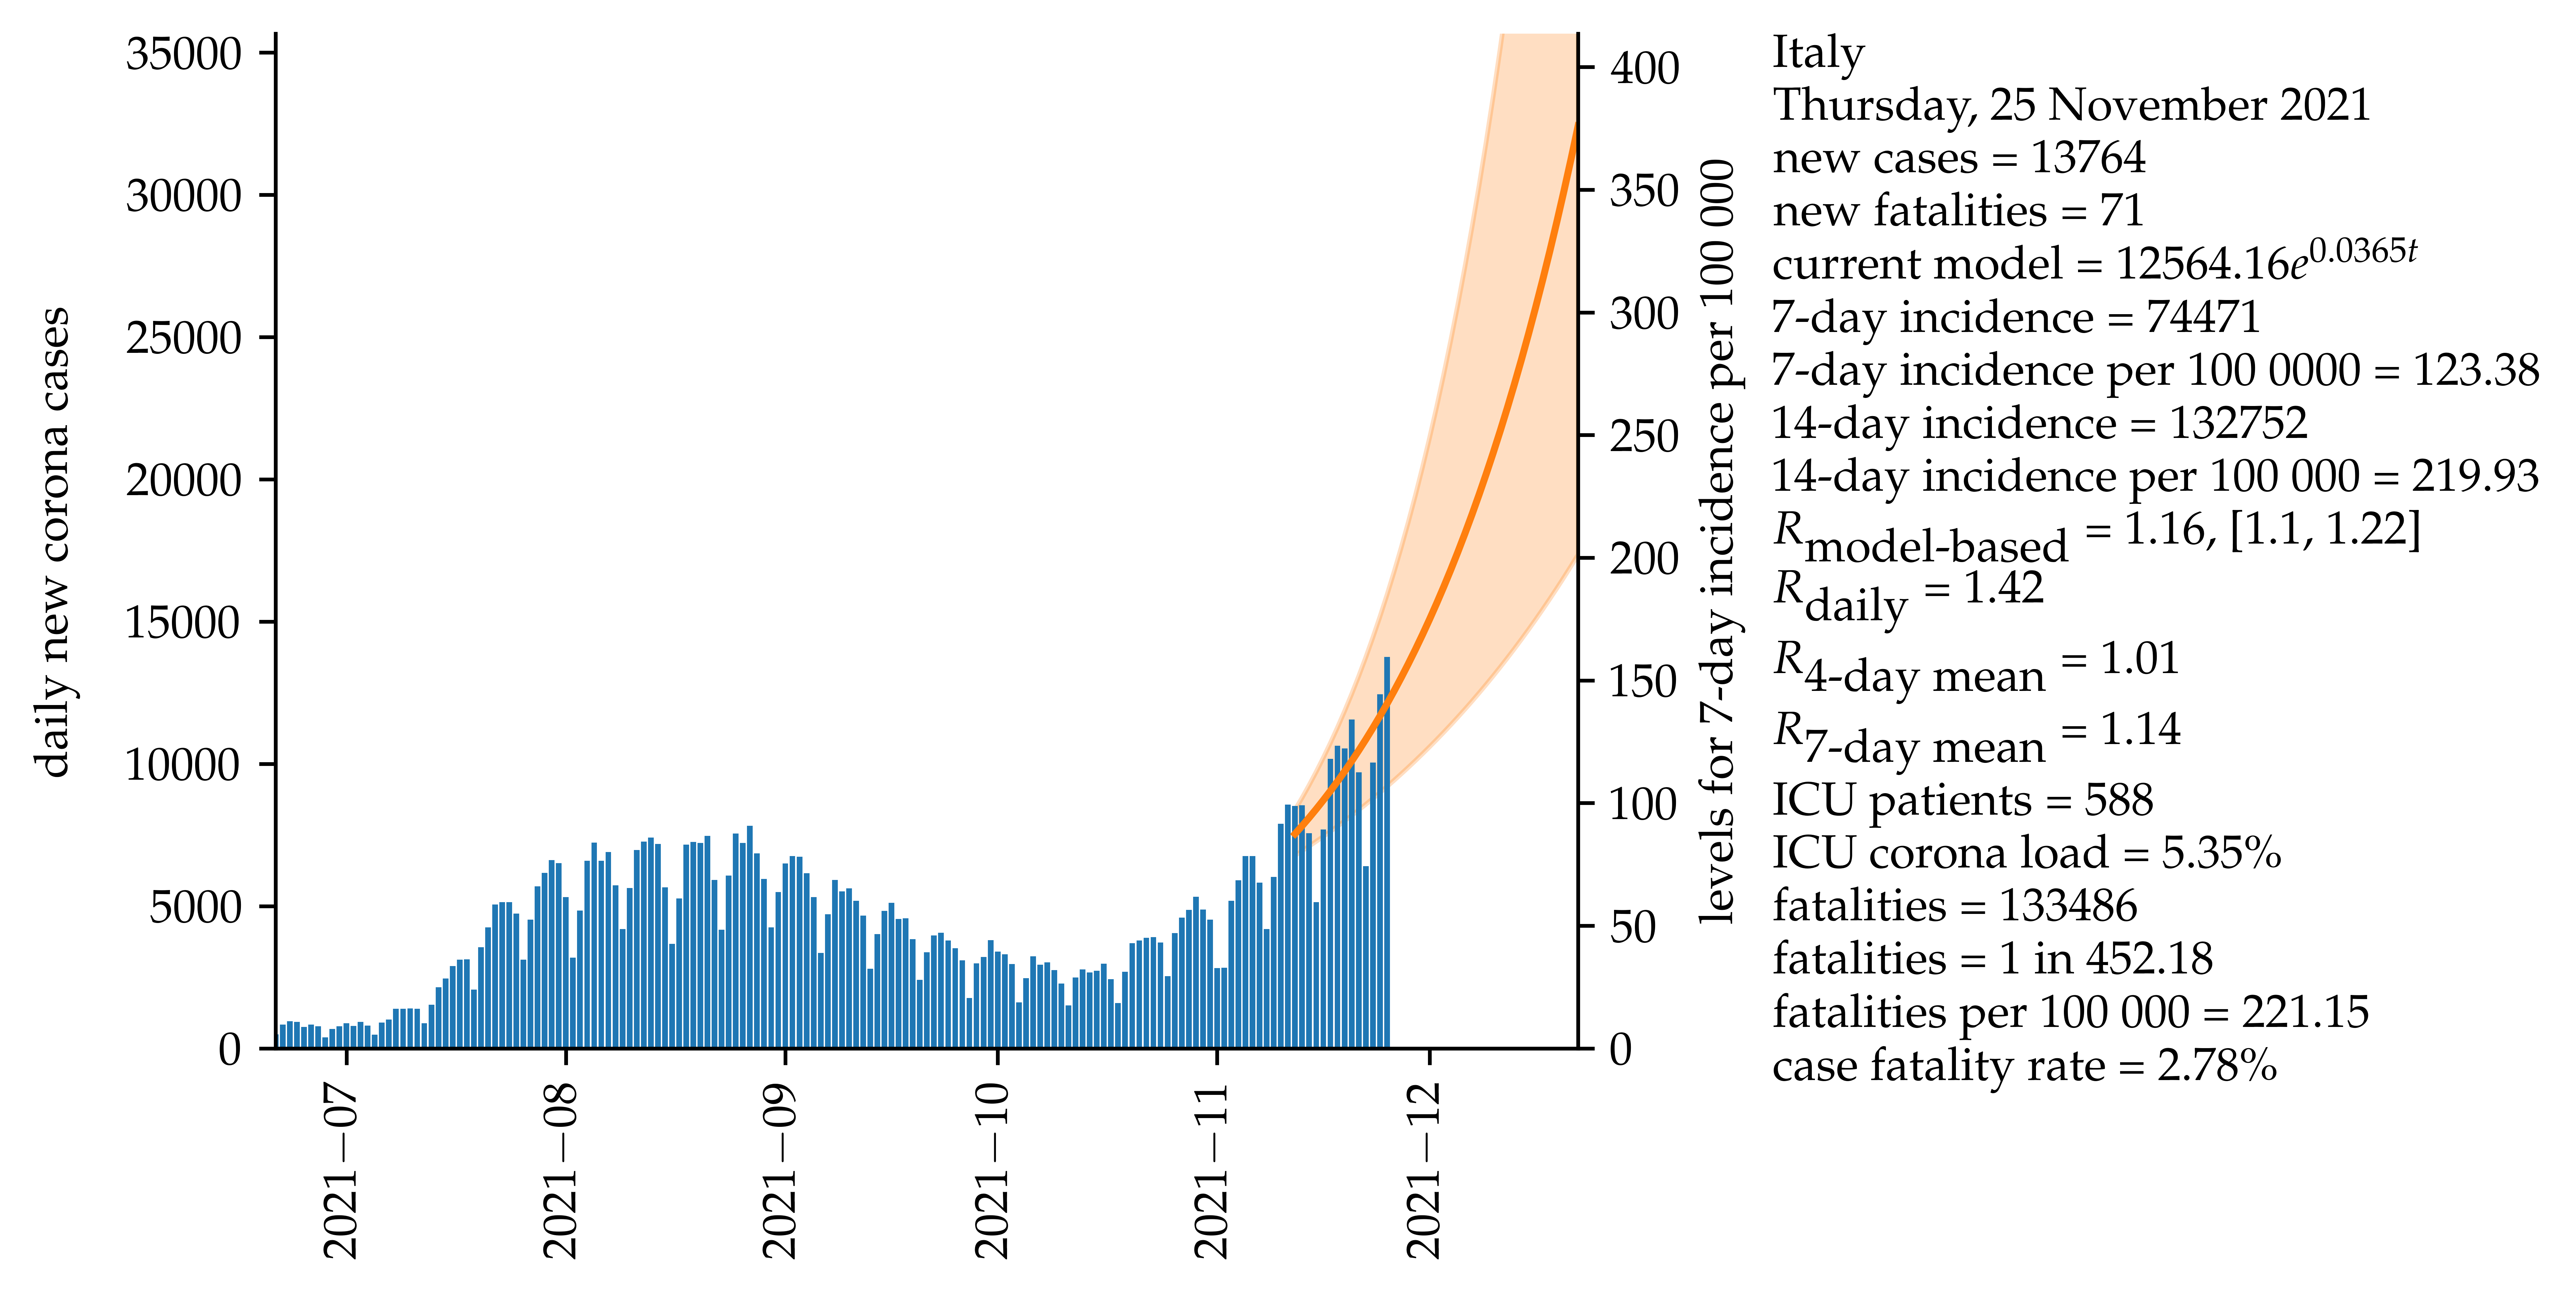 daily new corona cases
35000
30000
25000
20000
15000
10000
5000
0
2021−07
2021−08
2021−09
2021−10
2021−11
2021−12
400
350
300
250
200
150
100
50
0
levels for 7-day incidence per 100 000
Italy
Thursday, 25 November 2021
new cases = 13764
new fatalities = 71
current model = 12564.16e^0.0365t
7-day incidence = 74471
7-day incidence per 100 0000 = 123.38
14-day incidence = 132752
14-day incidence per 100 000 = 219.93
R model-based = 1.16, [1.1, 1.22]
R daily = 1.42
R 4-day mean = 1.01
R 7-day mean = 1.14
ICU patients = 588
ICU corona load = 5.35%
fatalities = 133486
fatalities = 1 in 452.18
fatalities per 100 000 = 221.15
case fatality rate = 2.78%